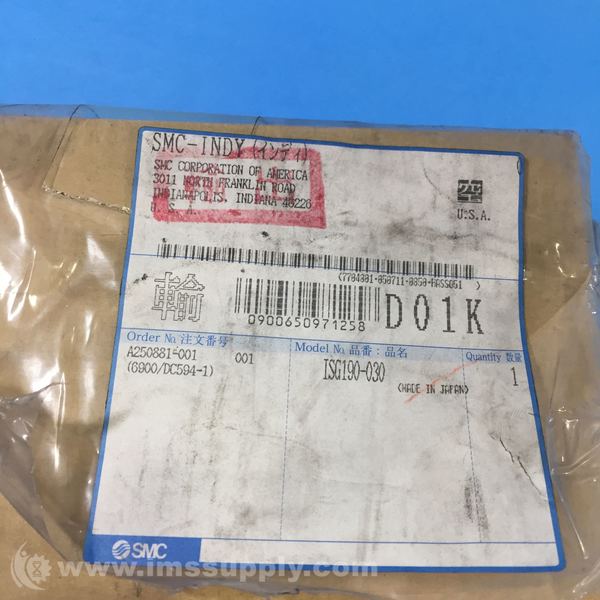 SMC-INDY (インディ)
SMC CORPORATION OF AMERICA
3011 NORTH FRANKLIN ROAD
INDIANAPOLIS, INDIANA 46226
U.S.A.
空
U.S.A.
輸
0900650971258
D01K
Order No. 注文番号
Model No. 品番:品名
Quantity 数量
A250881-001 001
(6900/DC594-1)
ISG190-030
(MADE IN JAPAN)
1
SMC
www.imssupply.com